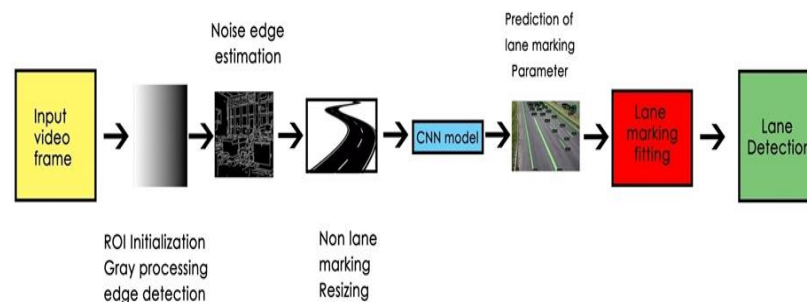 Input
video
frame
ROI Initialization
Gray processing
edge detection
Noise edge
estimation
Non lane
marking
Resizing
CNN model
Prediction of
lane marking
Parameter
Lane
marking
fitting
Lane
Detection